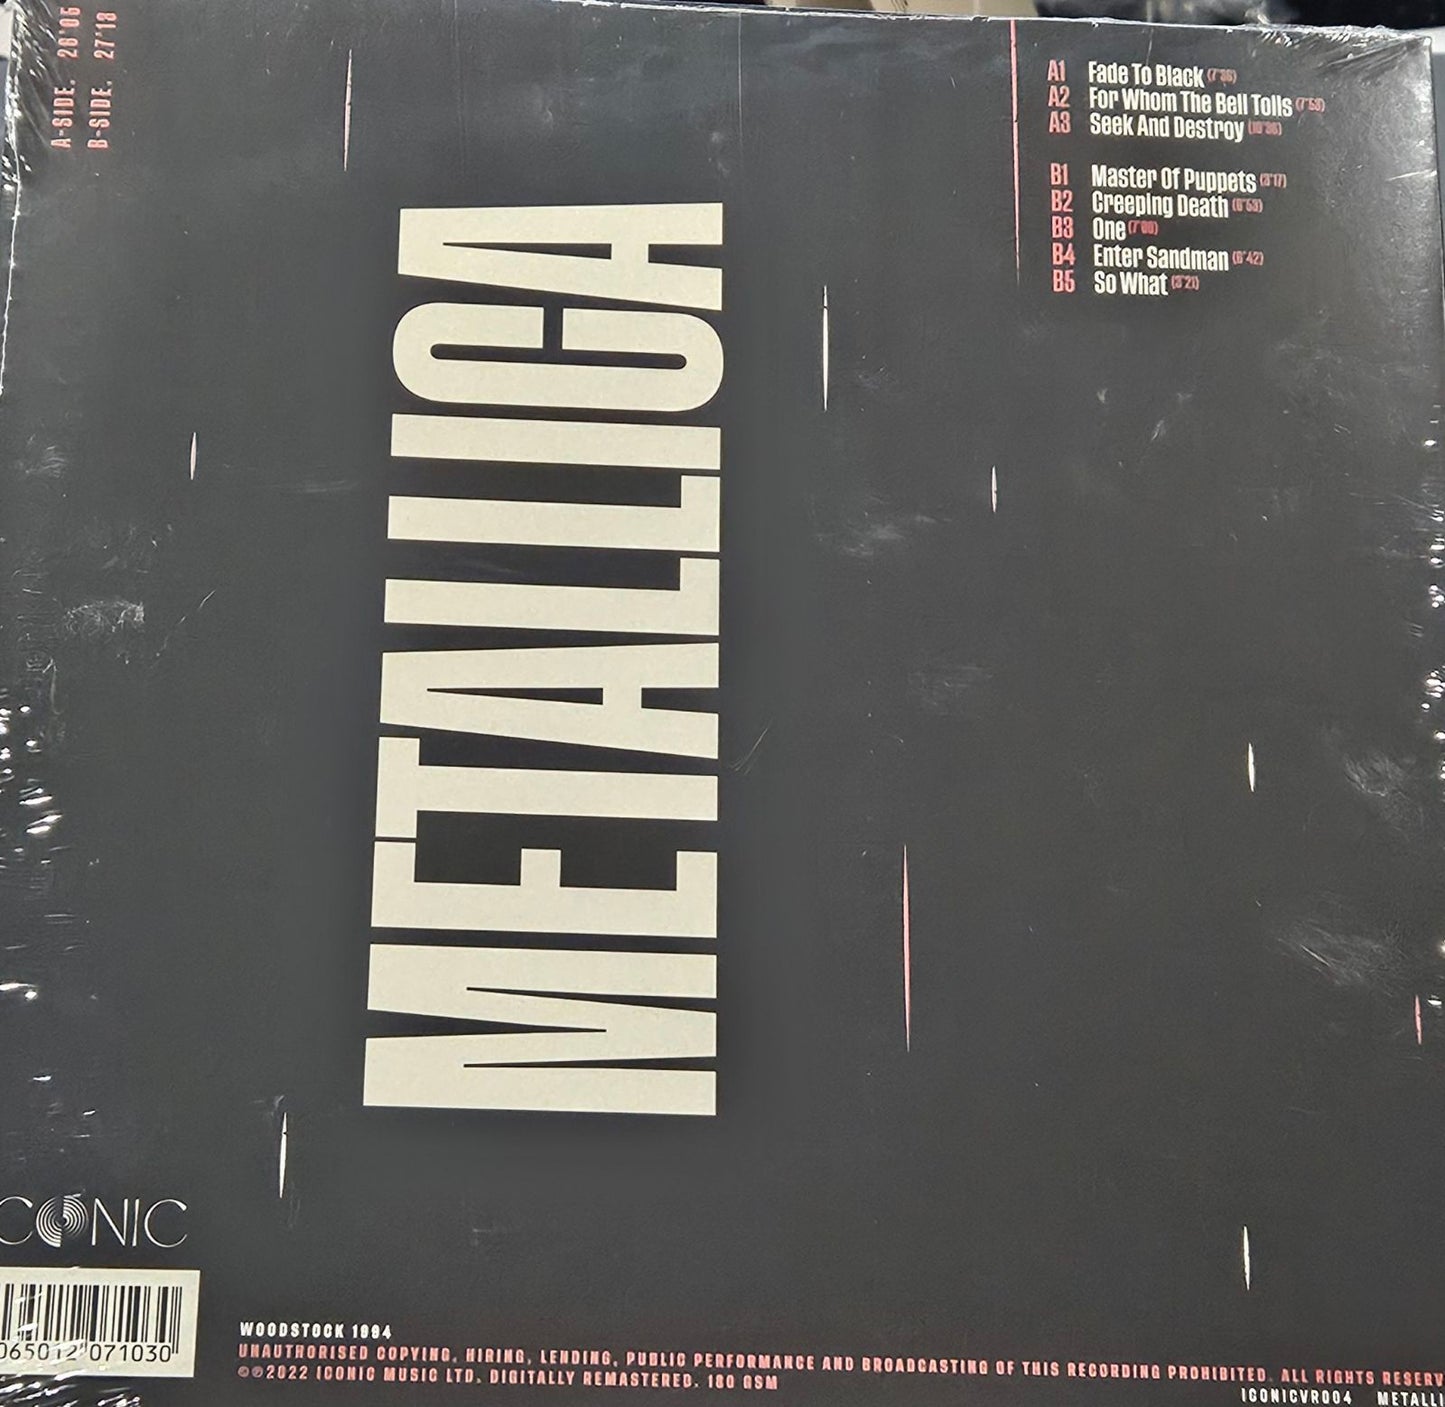 A-SIDE. 26'05
B-SIDE. 27'13
A1 Fade To Black (7'36)
A2 For Whom The Bell Tolls (7'59)
A3 Seek And Destroy (10'36)
B1 Master Of Puppets (3'17)
B2 Creeping Death (6'53)
B3 One (7'00)
B4 Enter Sandman (6'42)
B5 So What (3'21)
METALLICA
CONIC
065012 071030
WOODSTOCK 1994
UNAUTHORISED COPYING, HIRING, LENDING, PUBLIC PERFORMANCE AND BROADCASTING OF THIS RECORDING PROHIBITED. ALL RIGHTS RESERV
©℗2022 ICONIC MUSIC LTD. DIGITALLY REMASTERED. 180 GSM
ICONICVR004 METALLI